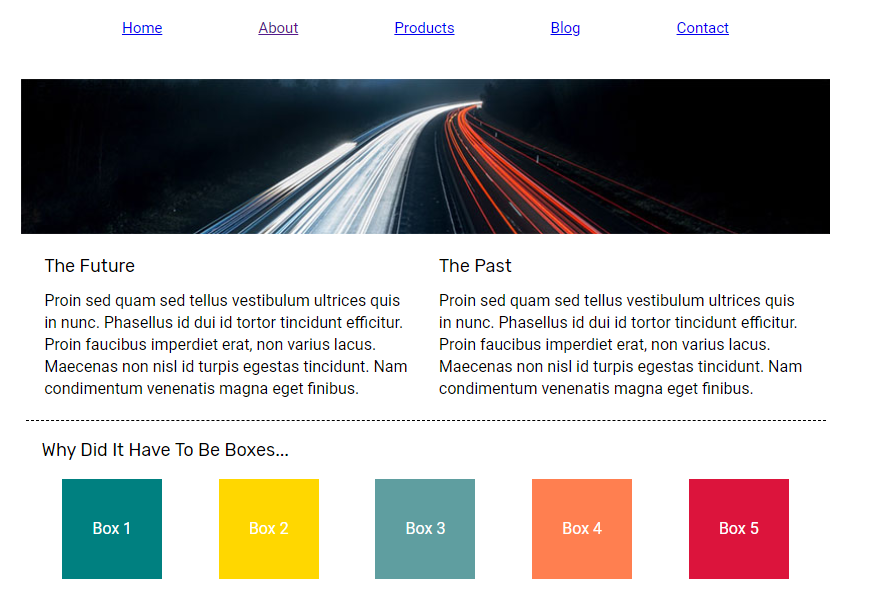 Home About Products Blog Contact
The Future
Proin sed quam sed tellus vestibulum ultrices quis
in nunc. Phasellus id dui id tortor tincidunt efficitur.
Proin faucibus imperdiet erat, non varius lacus.
Maecenas non nisl id turpis egestas tincidunt. Nam
condimentum venenatis magna eget finibus.
The Past
Proin sed quam sed tellus vestibulum ultrices quis
in nunc. Phasellus id dui id tortor tincidunt efficitur.
Proin faucibus imperdiet erat, non varius lacus.
Maecenas non nisl id turpis egestas tincidunt. Nam
condimentum venenatis magna eget finibus.
Why Did It Have To Be Boxes...
Box 1 Box 2 Box 3 Box 4 Box 5